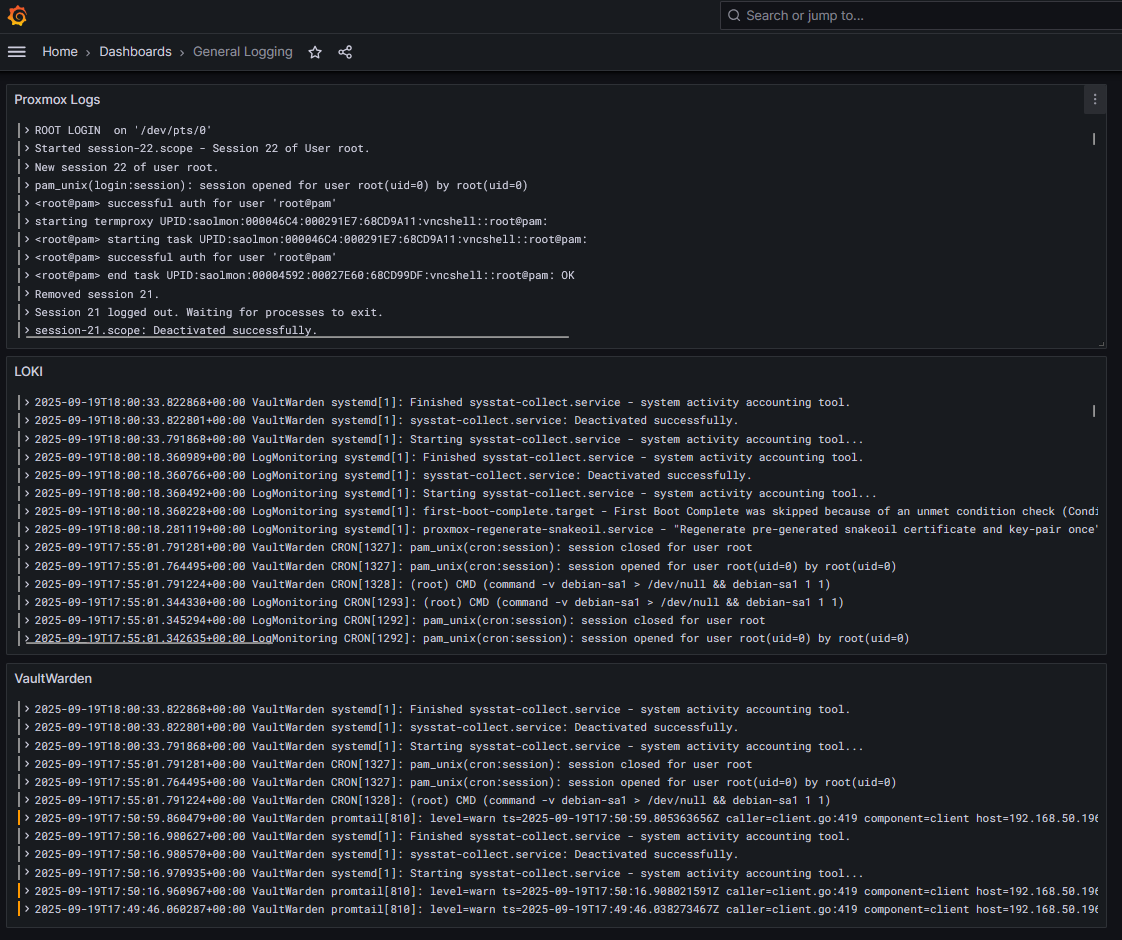 Search or jump to...
Home › Dashboards › General Logging
Proxmox Logs
ROOT LOGIN  on '/dev/pts/0'
Started session-22.scope - Session 22 of User root.
New session 22 of user root.
pam_unix(login:session): session opened for user root(uid=0) by root(uid=0)
<root@pam> successful auth for user 'root@pam'
starting termproxy UPID:saolmon:000046C4:000291E7:68CD9A11:vncshell::root@pam:
<root@pam> starting task UPID:saolmon:000046C4:000291E7:68CD9A11:vncshell::root@pam:
<root@pam> successful auth for user 'root@pam'
<root@pam> end task UPID:saolmon:00004592:00027E60:68CD99DF:vncshell::root@pam: OK
Removed session 21.
Session 21 logged out. Waiting for processes to exit.
session-21.scope: Deactivated successfully.
LOKI
2025-09-19T18:00:33.822868+00:00 VaultWarden systemd[1]: Finished sysstat-collect.service - system activity accounting tool.
2025-09-19T18:00:33.822801+00:00 VaultWarden systemd[1]: sysstat-collect.service: Deactivated successfully.
2025-09-19T18:00:33.791868+00:00 VaultWarden systemd[1]: Starting sysstat-collect.service - system activity accounting tool...
2025-09-19T18:00:18.360989+00:00 LogMonitoring systemd[1]: Finished sysstat-collect.service - system activity accounting tool.
2025-09-19T18:00:18.360766+00:00 LogMonitoring systemd[1]: sysstat-collect.service: Deactivated successfully.
2025-09-19T18:00:18.360492+00:00 LogMonitoring systemd[1]: Starting sysstat-collect.service - system activity accounting tool...
2025-09-19T18:00:18.360228+00:00 LogMonitoring systemd[1]: first-boot-complete.target - First Boot Complete was skipped because of an unmet condition check (Condi
2025-09-19T18:00:18.281119+00:00 LogMonitoring systemd[1]: proxmox-regenerate-snakeoil.service - "Regenerate pre-generated snakeoil certificate and key-pair once"
2025-09-19T17:55:01.791281+00:00 VaultWarden CRON[1327]: pam_unix(cron:session): session closed for user root
2025-09-19T17:55:01.764495+00:00 VaultWarden CRON[1327]: pam_unix(cron:session): session opened for user root(uid=0) by root(uid=0)
2025-09-19T17:55:01.791224+00:00 VaultWarden CRON[1328]: (root) CMD (command -v debian-sa1 > /dev/null && debian-sa1 1 1)
2025-09-19T17:55:01.344330+00:00 LogMonitoring CRON[1293]: (root) CMD (command -v debian-sa1 > /dev/null && debian-sa1 1 1)
2025-09-19T17:55:01.345294+00:00 LogMonitoring CRON[1292]: pam_unix(cron:session): session closed for user root
2025-09-19T17:55:01.342635+00:00 LogMonitoring CRON[1292]: pam_unix(cron:session): session opened for user root(uid=0) by root(uid=0)
VaultWarden
2025-09-19T18:00:33.822868+00:00 VaultWarden systemd[1]: Finished sysstat-collect.service - system activity accounting tool.
2025-09-19T18:00:33.822801+00:00 VaultWarden systemd[1]: sysstat-collect.service: Deactivated successfully.
2025-09-19T18:00:33.791868+00:00 VaultWarden systemd[1]: Starting sysstat-collect.service - system activity accounting tool...
2025-09-19T17:55:01.791281+00:00 VaultWarden CRON[1327]: pam_unix(cron:session): session closed for user root
2025-09-19T17:55:01.764495+00:00 VaultWarden CRON[1327]: pam_unix(cron:session): session opened for user root(uid=0) by root(uid=0)
2025-09-19T17:55:01.791224+00:00 VaultWarden CRON[1328]: (root) CMD (command -v debian-sa1 > /dev/null && debian-sa1 1 1)
2025-09-19T17:50:59.860479+00:00 VaultWarden promtail[810]: level=warn ts=2025-09-19T17:50:59.805363656Z caller=client.go:419 component=client host=192.168.50.196
2025-09-19T17:50:16.980627+00:00 VaultWarden systemd[1]: Finished sysstat-collect.service - system activity accounting tool.
2025-09-19T17:50:16.980570+00:00 VaultWarden systemd[1]: sysstat-collect.service: Deactivated successfully.
2025-09-19T17:50:16.970935+00:00 VaultWarden systemd[1]: Starting sysstat-collect.service - system activity accounting tool...
2025-09-19T17:50:16.960967+00:00 VaultWarden promtail[810]: level=warn ts=2025-09-19T17:50:16.908021591Z caller=client.go:419 component=client host=192.168.50.196
2025-09-19T17:49:46.060287+00:00 VaultWarden promtail[810]: level=warn ts=2025-09-19T17:49:46.038273467Z caller=client.go:419 component=client host=192.168.50.196